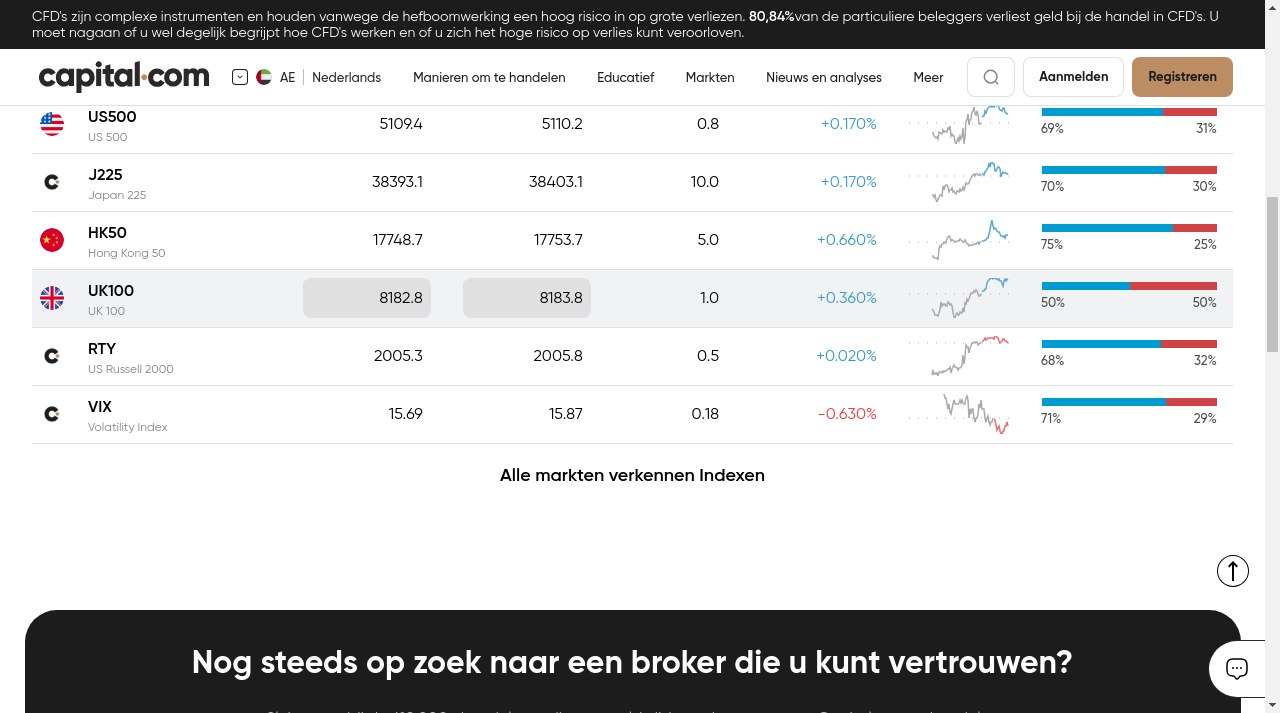 CFD's zijn complexe instrumenten en houden vanwege de hefboomwerking een hoog risico in op grote verliezen. 80,84%van de particuliere beleggers verliest geld bij de handel in CFD's. U
moet nagaan of u wel degelijk begrijpt hoe CFD's werken en of u zich het hoge risico op verlies kunt veroorloven.
capital.com AE Nederlands Manieren om te handelen Educatief Markten Nieuws en analyses Meer Aanmelden Registreren
US500 5109.4 5110.2 0.8 +0.170%
US 500 69% 31%
J225 38393.1 38403.1 10.0 +0.170%
Japan 225 70% 30%
HK50 17748.7 17753.7 5.0 +0.660%
Hong Kong 50 75% 25%
UK100 8182.8 8183.8 1.0 +0.360%
UK 100 50% 50%
RTY 2005.3 2005.8 0.5 +0.020%
US Russell 2000 68% 32%
VIX 15.69 15.87 0.18 -0.630%
Volatility Index 71% 29%
Alle markten verkennen Indexen
Nog steeds op zoek naar een broker die u kunt vertrouwen?